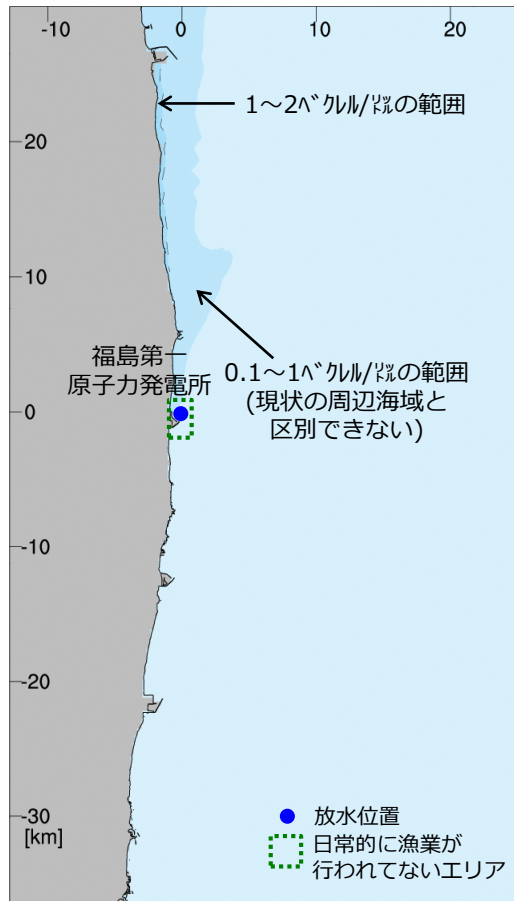 -10 0 10 20
1～2ﾍﾞｸﾚﾙ/ﾘｯﾄﾙの範囲
20
10
福島第一
原子力発電所
0.1～1ﾍﾞｸﾚﾙ/ﾘｯﾄﾙの範囲
(現状の周辺海域と
区別できない)
0
-10
-20
-30
[km]
放水位置
日常的に漁業が
行われてないエリア